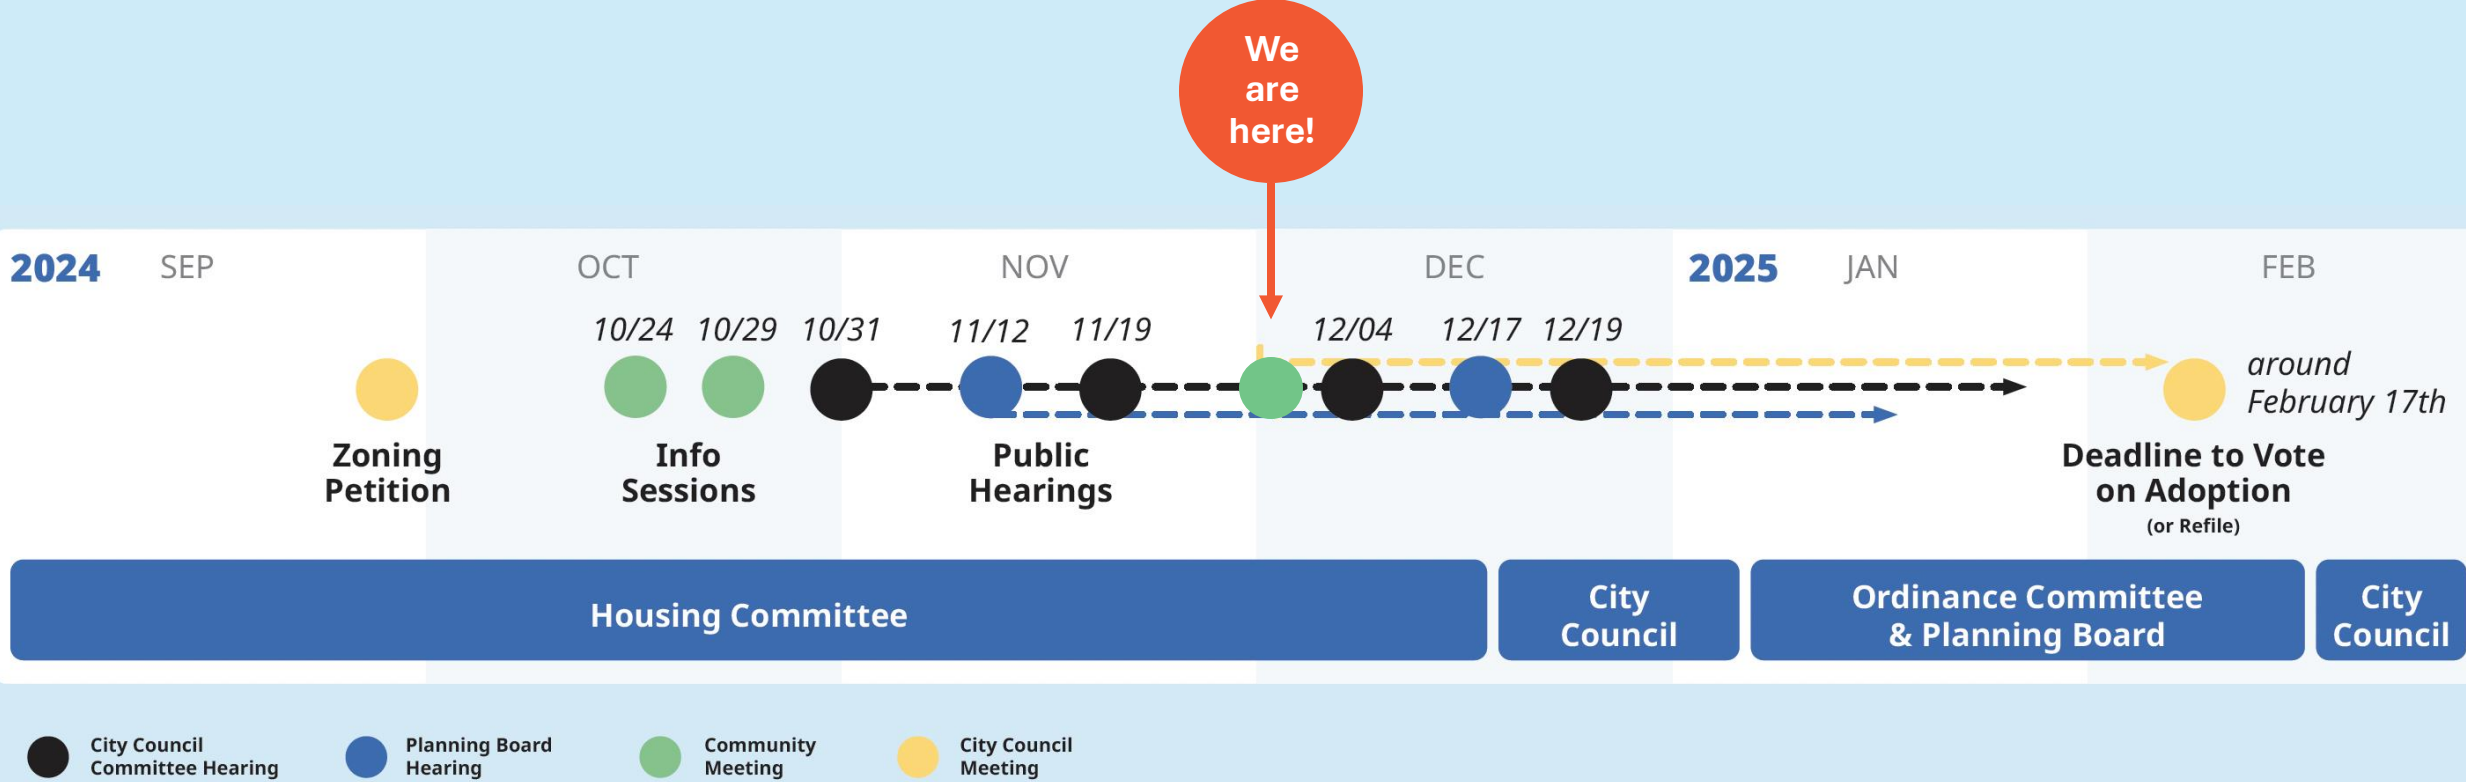 We
are
here!
2024 SEP OCT NOV DEC 2025 JAN FEB
10/24 10/29 10/31 11/12 11/19 12/04 12/17 12/19
around
February 17th
Zoning
Petition
Info
Sessions
Public
Hearings
Deadline to Vote
on Adoption
(or Refile)
Housing Committee
City
Council
Ordinance Committee
& Planning Board
City
Council
City Council
Committee Hearing
Planning Board
Hearing
Community
Meeting
City Council
Meeting